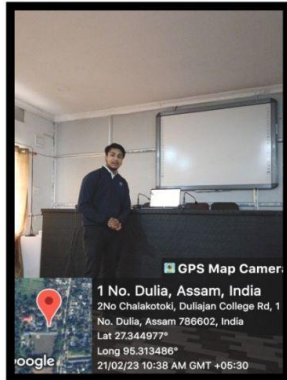 GPS Map Camera
1 No. Dulia, Assam, India
2No Chalakotoki, Duliajan College Rd, 1
No. Dulia, Assam 786602, India
Lat 27.344977°
Long 95.313486°
21/02/23 10:38 AM GMT +05:30
oogle